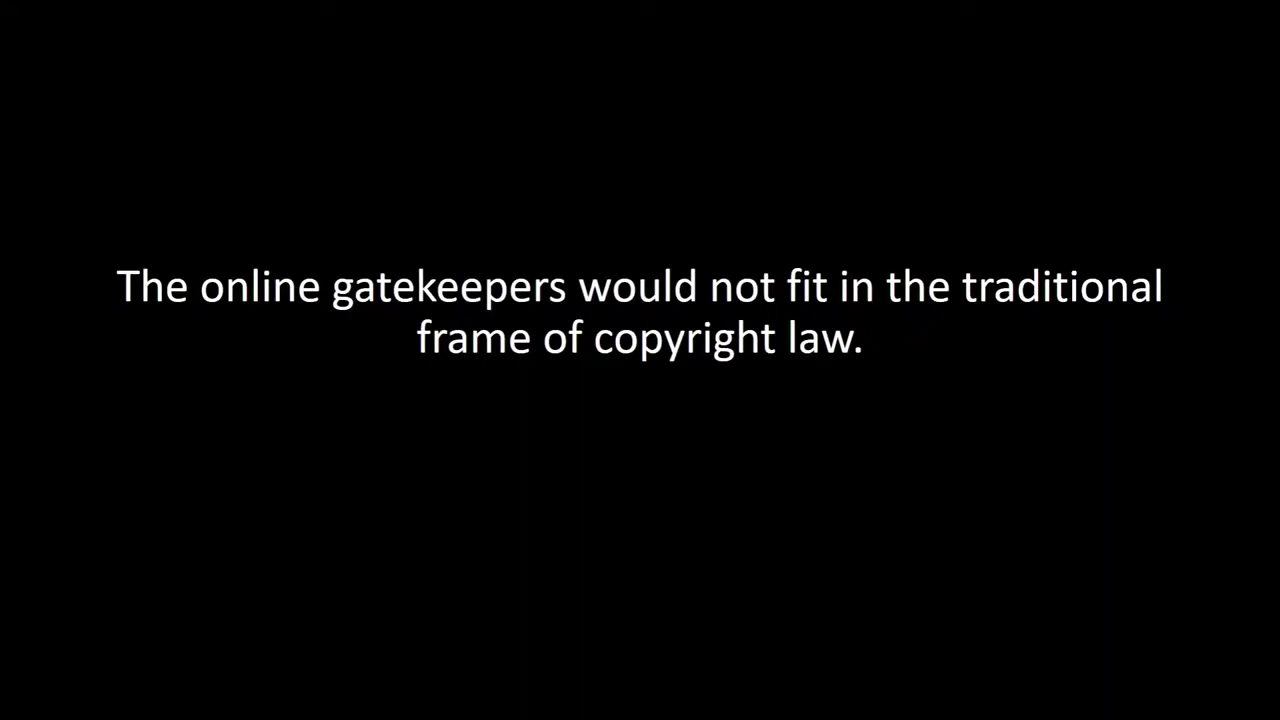 The online gatekeepers would not fit in the traditional
frame of copyright law.